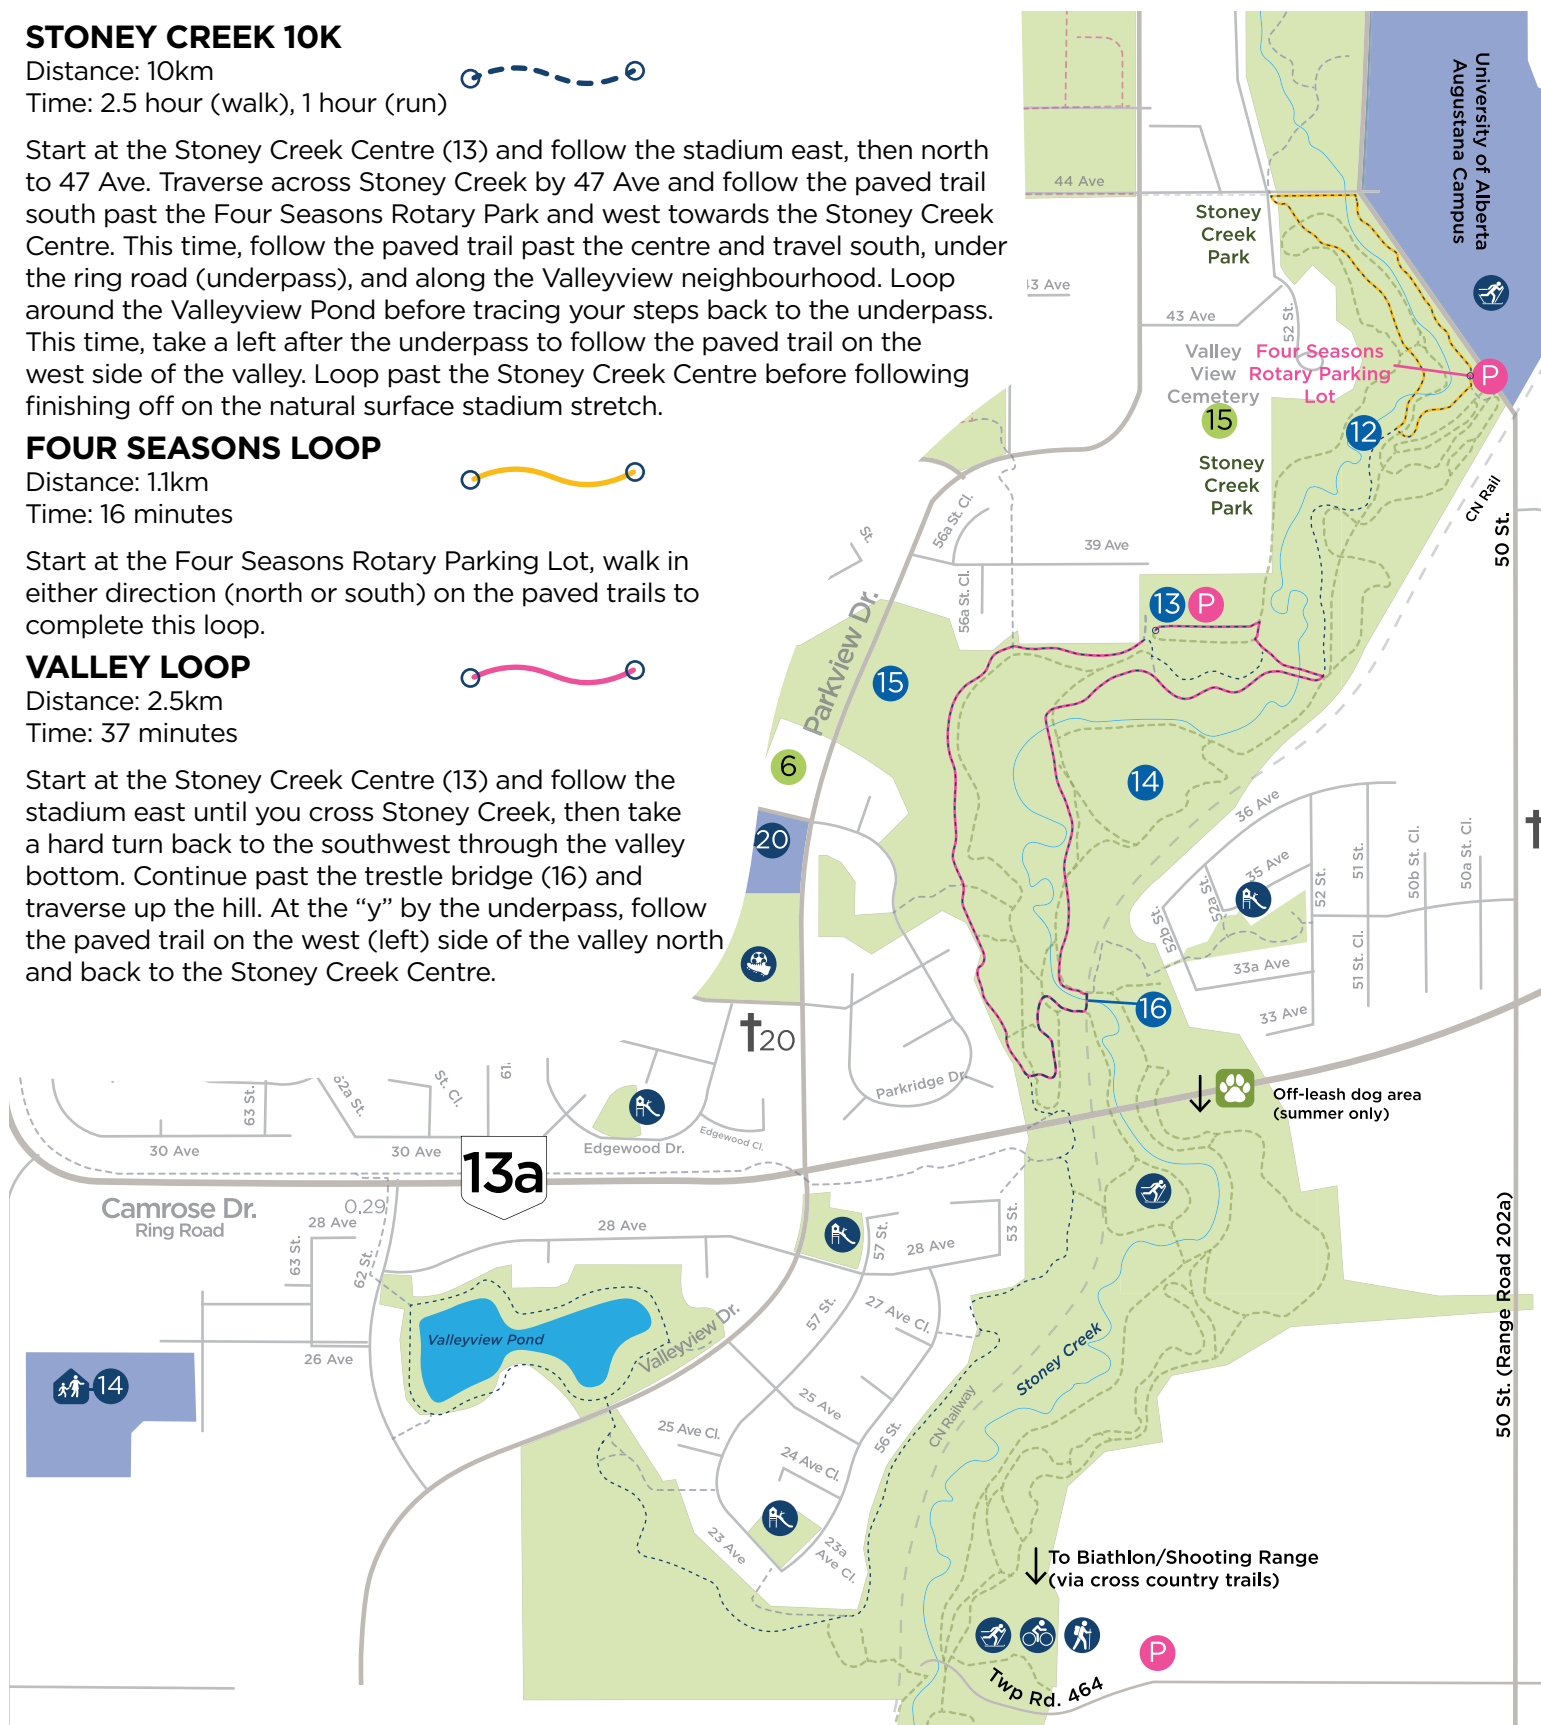 STONEY CREEK 10K
Distance: 10km
Time: 2.5 hour (walk), 1 hour (run)
Start at the Stoney Creek Centre (13) and follow the stadium east, then north
to 47 Ave. Traverse across Stoney Creek by 47 Ave and follow the paved trail
south past the Four Seasons Rotary Park and west towards the Stoney Creek
Centre. This time, follow the paved trail past the centre and travel south, under
the ring road (underpass), and along the Valleyview neighbourhood. Loop
around the Valleyview Pond before tracing your steps back to the underpass.
This time, take a left after the underpass to follow the paved trail on the
west side of the valley. Loop past the Stoney Creek Centre before following
finishing off on the natural surface stadium stretch.
FOUR SEASONS LOOP
Distance: 1.1km
Time: 16 minutes
Start at the Four Seasons Rotary Parking Lot, walk in
either direction (north or south) on the paved trails to
complete this loop.
VALLEY LOOP
Distance: 2.5km
Time: 37 minutes
Start at the Stoney Creek Centre (13) and follow the
stadium east until you cross Stoney Creek, then take
a hard turn back to the southwest through the valley
bottom. Continue past the trestle bridge (16) and
traverse up the hill. At the “y” by the underpass, follow
the paved trail on the west (left) side of the valley north
and back to the Stoney Creek Centre.
University of Alberta
Augustana Campus
44 Ave
Stoney
Creek
Park
43 Ave
43 Ave
52 St.
Valley
View
Cemetery
Four Seasons
Rotary Parking
Lot
P
15
12
Stoney
Creek
Park
CN Rail
50 St.
56a St. Cl.
St.
39 Ave
56a St. Cl.
13
P
Parkview Dr.
15
6
14
20
36 Ave
35 Ave
52a St.
52b St.
52 St.
51 St.
50b St. Cl.
50a St. Cl.
33a Ave
51 St. Cl.
33 Ave
16
20
Parkridge Dr.
Off-leash dog area
(summer only)
63 St.
62a St.
St. Cl.
61
30 Ave
30 Ave
Edgewood Dr.
Edgewood Cl.
13a
Camrose Dr.
Ring Road
0.29
28 Ave
63 St.
62 St.
28 Ave
57 St.
28 Ave
53 St.
50 St. (Range Road 202a)
Valleyview Pond
Valleyview Dr.
57 St.
27 Ave Cl.
Stoney Creek
26 Ave
14
25 Ave
25 Ave Cl.
56 St.
CN Railway
24 Ave Cl.
23 Ave
23a
Ave Cl.
To Biathlon/Shooting Range
(via cross country trails)
P
Twp Rd. 464